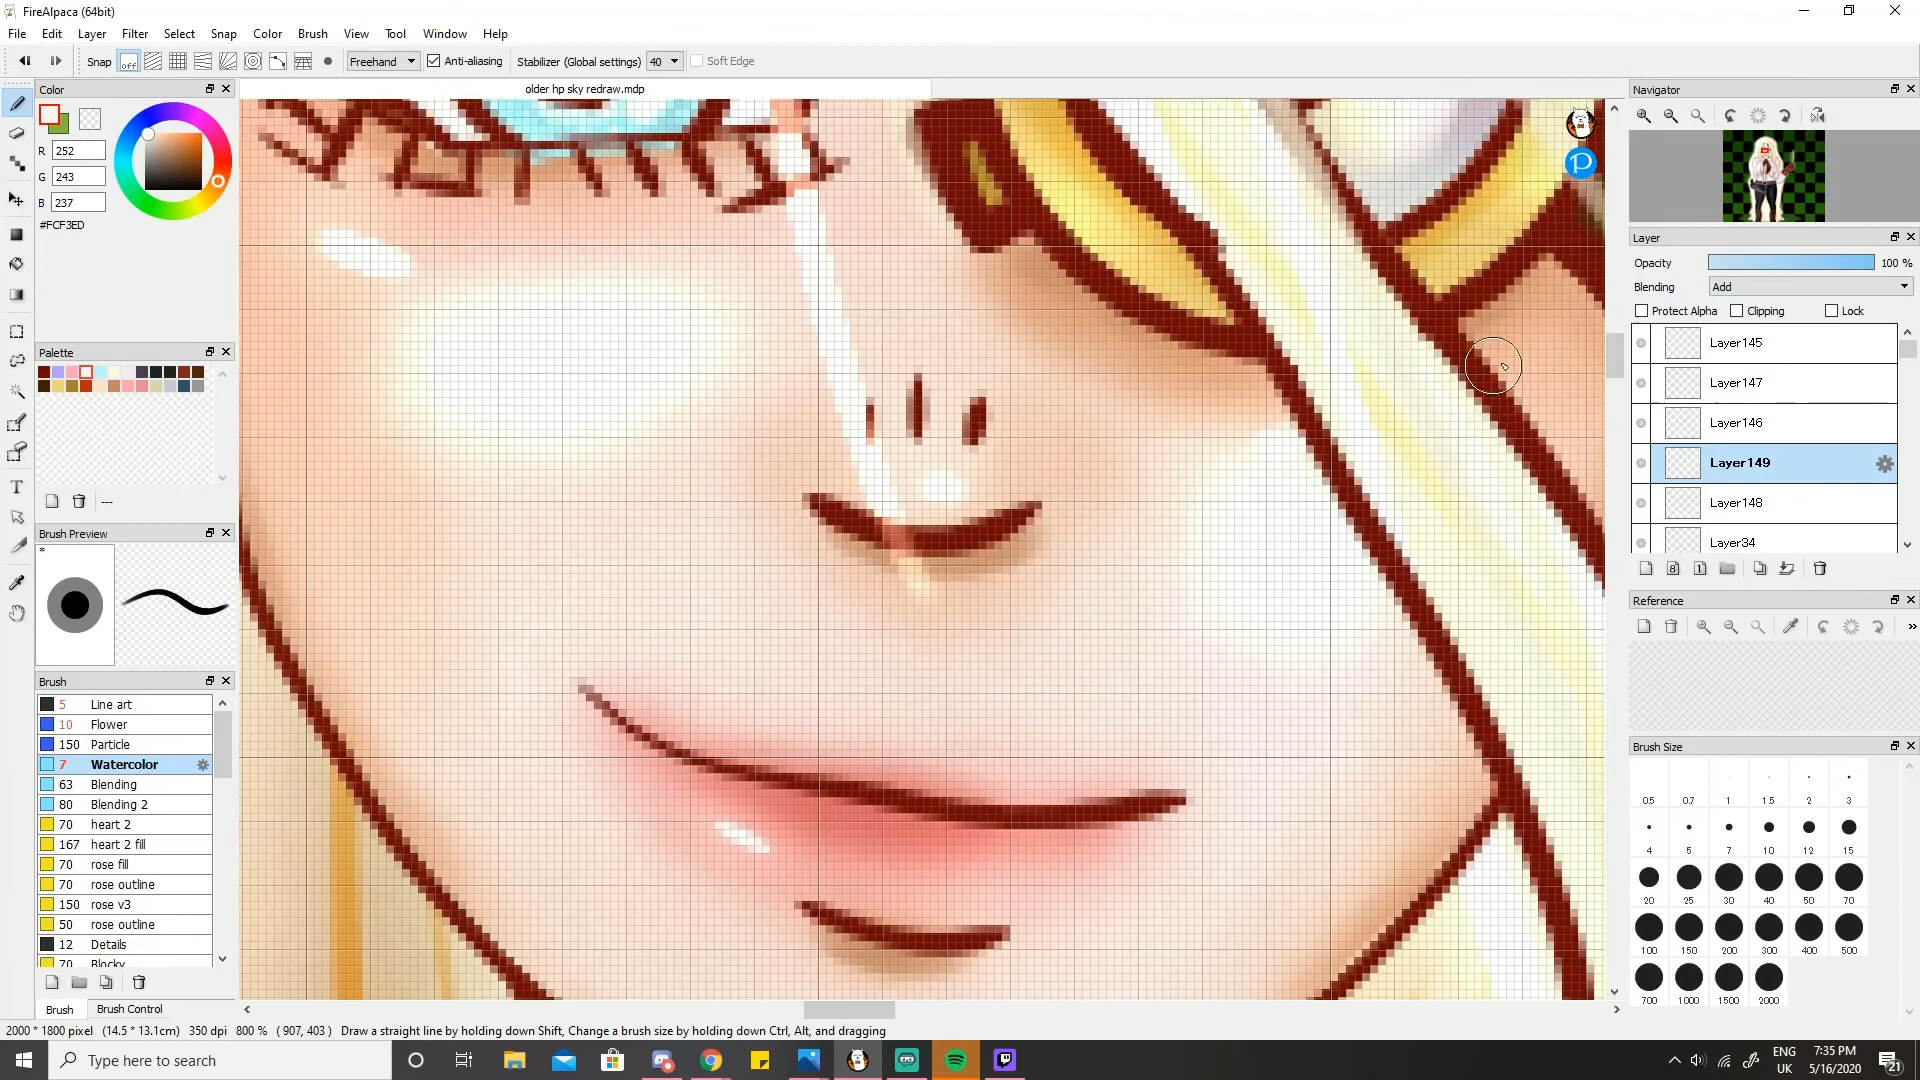 FireAlpaca (64bit)
File Edit Layer Filter Select Snap Color Brush View Tool Window Help
Snap off Freehand Anti-aliasing Stabilizer (Global settings) 40 Soft Edge
Color
older hp sky redraw.mdp
Navigator
R 252
G 243
B 237
#FCF3ED
Layer
Opacity 100 %
Blending Add
Protect Alpha Clipping Lock
Layer145
Layer147
Layer146
Layer149
Layer148
Layer34
Palette
---
Brush Preview
*
Brush
5 Line art
10 Flower
150 Particle
7 Watercolor
63 Blending
80 Blending 2
70 heart 2
167 heart 2 fill
70 rose fill
70 rose outline
150 rose v3
50 rose outline
12 Details
70 Blocky
Brush Brush Control
Reference
Brush Size
0.5 0.7 1 1.5 2 3
4 5 7 10 12 15
20 25 30 40 50 70
100 150 200 300 400 500
700 1000 1500 2000
2000 * 1800 pixel (14.5 * 13.1cm) 350 dpi 800 % ( 907, 403 ) Draw a straight line by holding down Shift, Change a brush size by holding down Ctrl, Alt, and dragging
Type here to search
ENG
UK
7:35 PM
5/16/2020
21